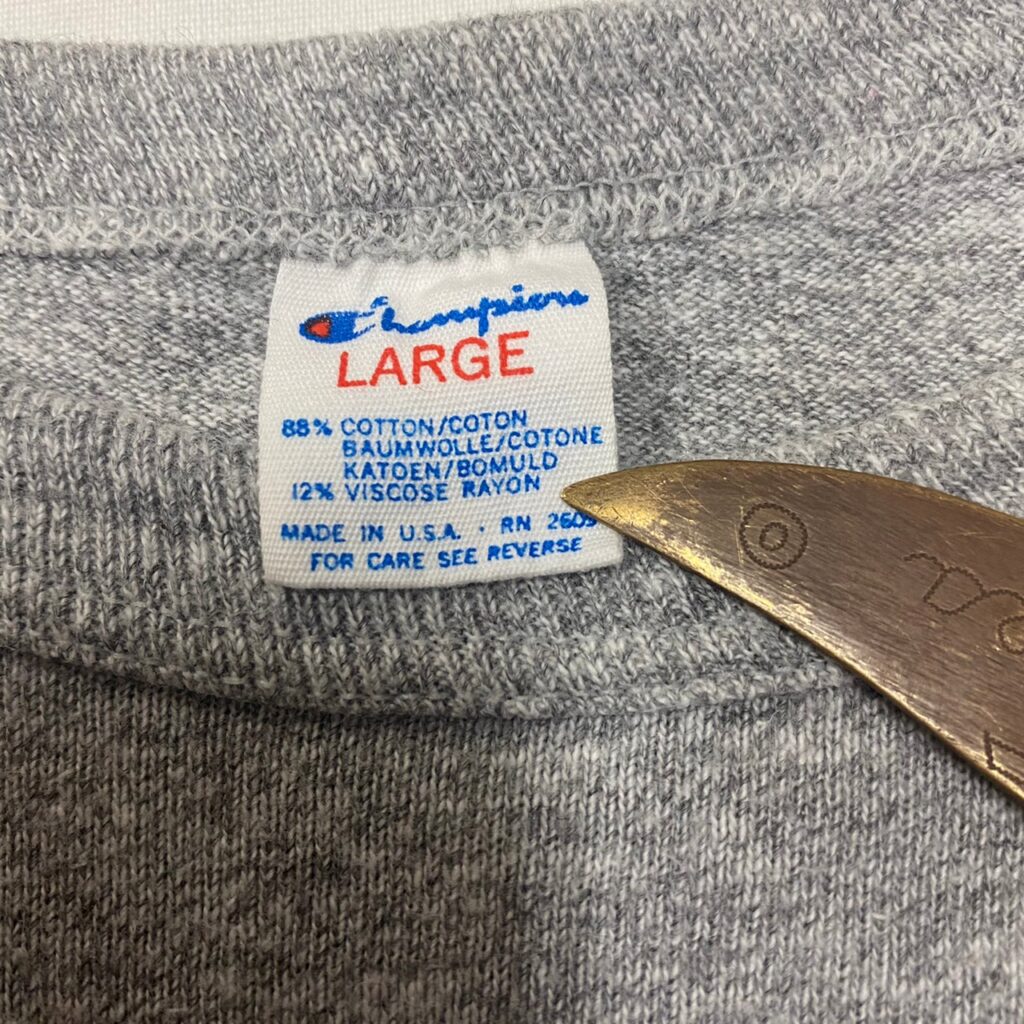 Champion
LARGE
88% COTTON/COTON
BAUMWOLLE/COTONE
KATOEN/BOMULD
12% VISCOSE RAYON
MADE IN U.S.A. · RN 26094
FOR CARE SEE REVERSE